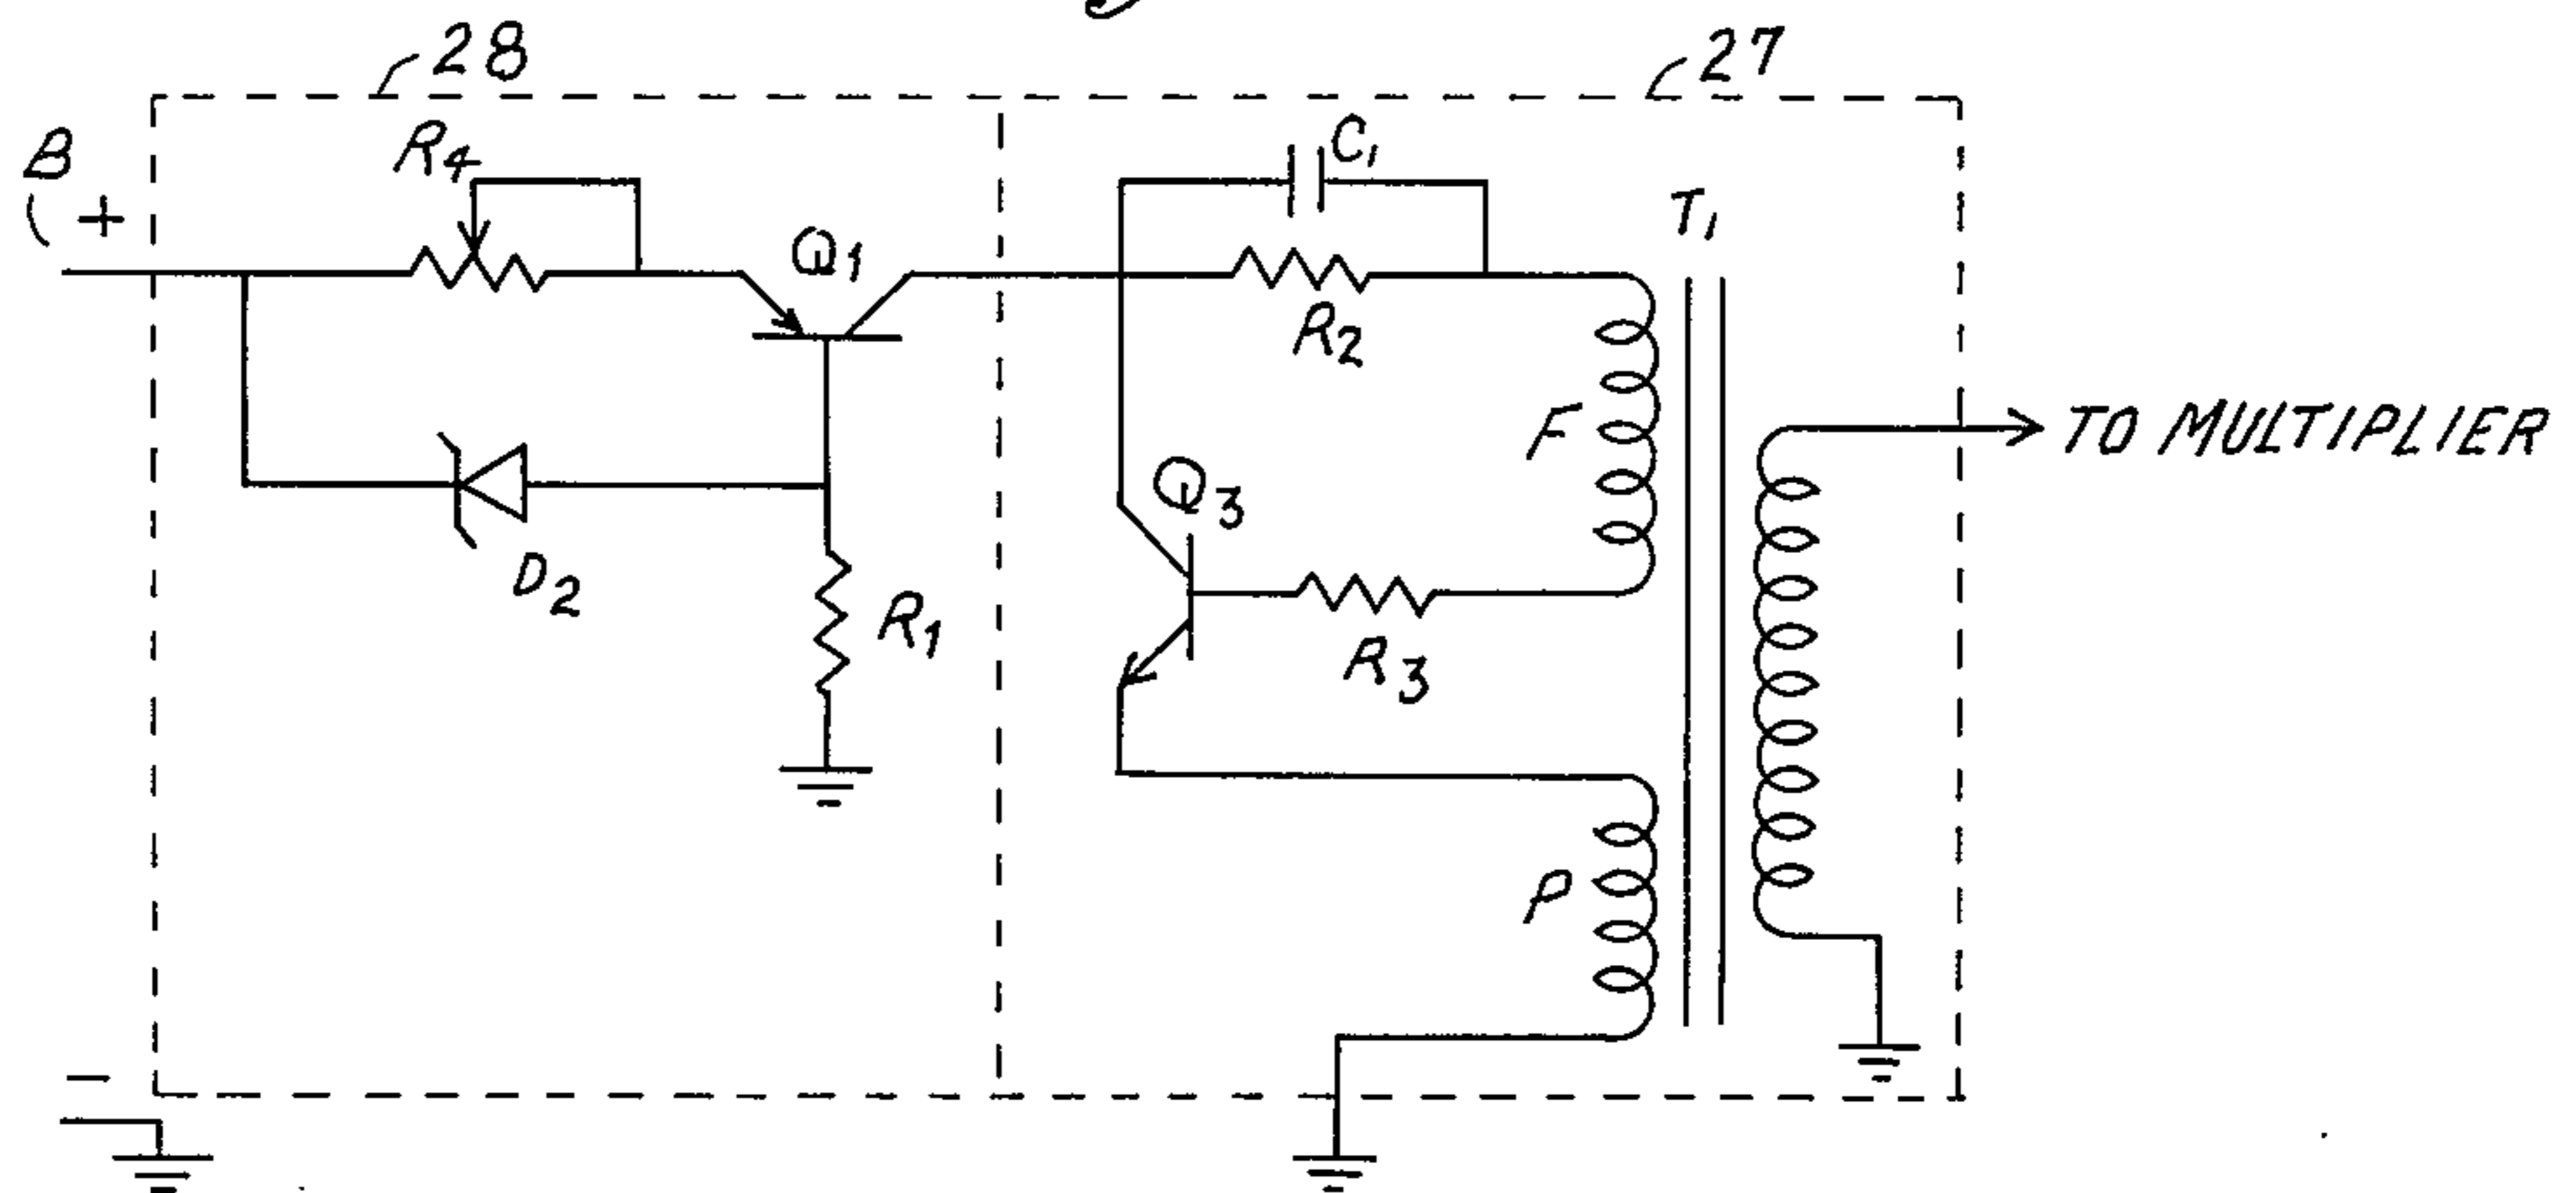 28
27
B
(+
R4
C1
T1
Q1
R2
F
TO MULTIPLIER
Q3
D2
R1
R3
P
−